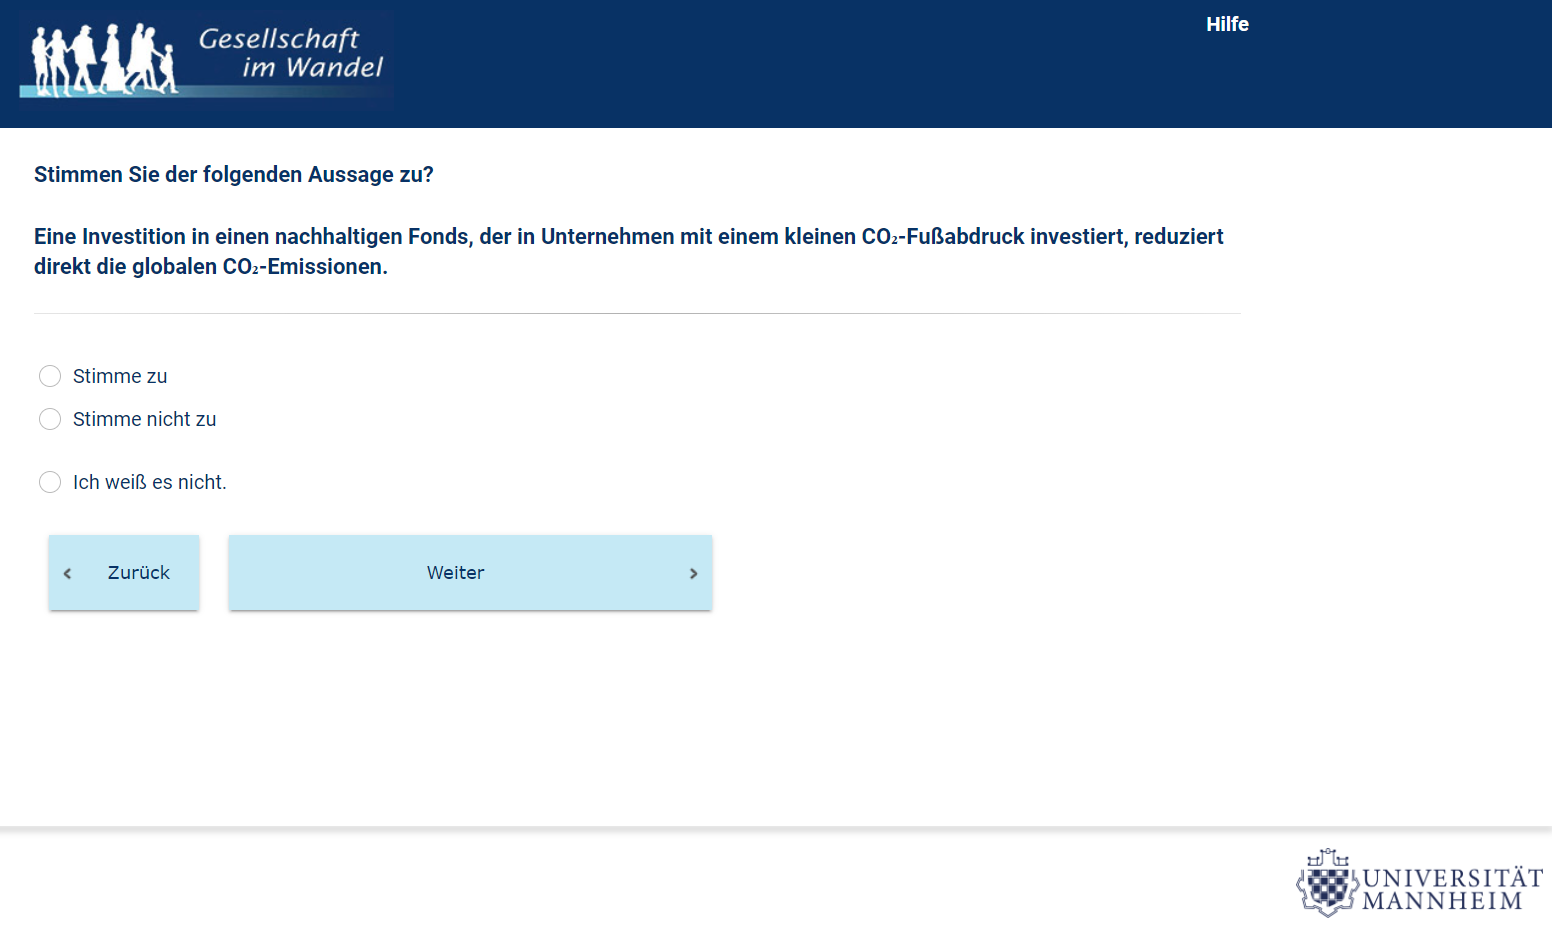 Gesellschaft
im Wandel
Hilfe
Stimmen Sie der folgenden Aussage zu?
Eine Investition in einen nachhaltigen Fonds, der in Unternehmen mit einem kleinen CO₂-Fußabdruck investiert, reduziert
direkt die globalen CO₂-Emissionen.
Stimme zu
Stimme nicht zu
Ich weiß es nicht.
Zurück
Weiter
UNIVERSITÄT
MANNHEIM